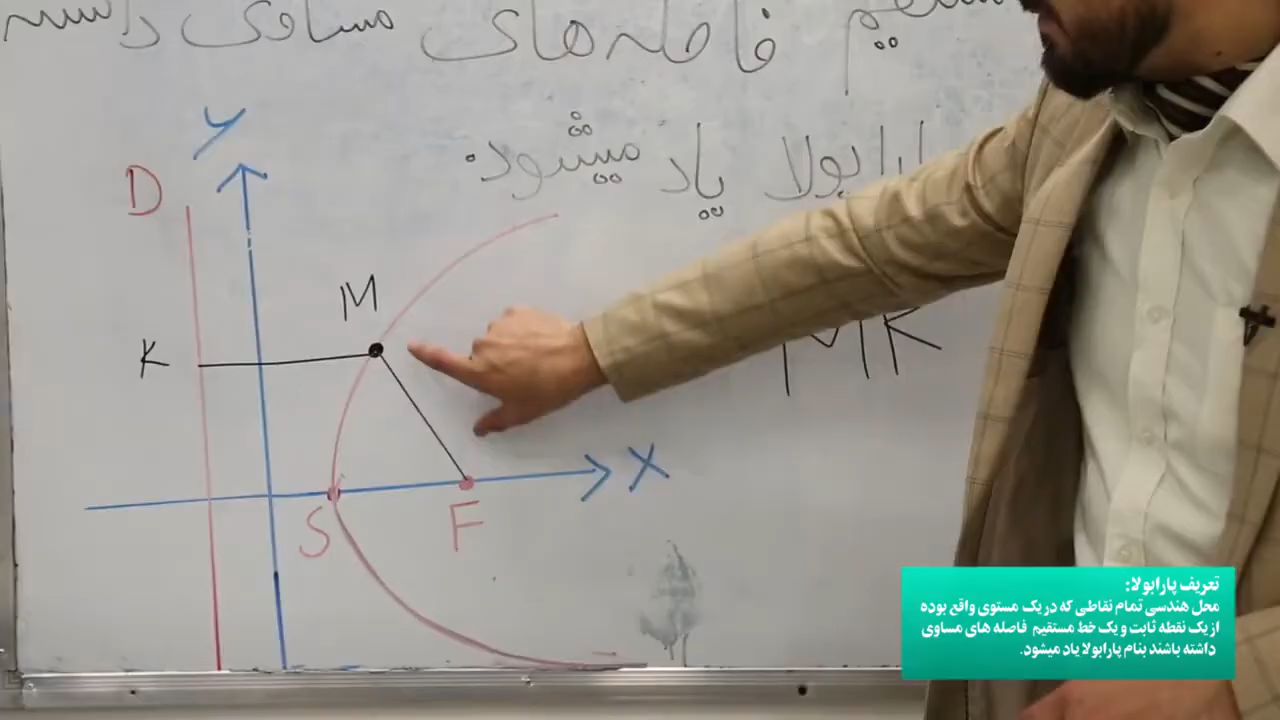 فاصله های مساوی
پارابولا یاد میشود.
Y
D
M
K
MK
X
S
F
تعریف پارابولا:
محل هندسی تمام نقاطی که در یک مستوی واقع بوده
از یک نقطه ثابت و یک خط مستقیم فاصله های مساوی
داشته باشند بنام پارابولا یاد میشود.